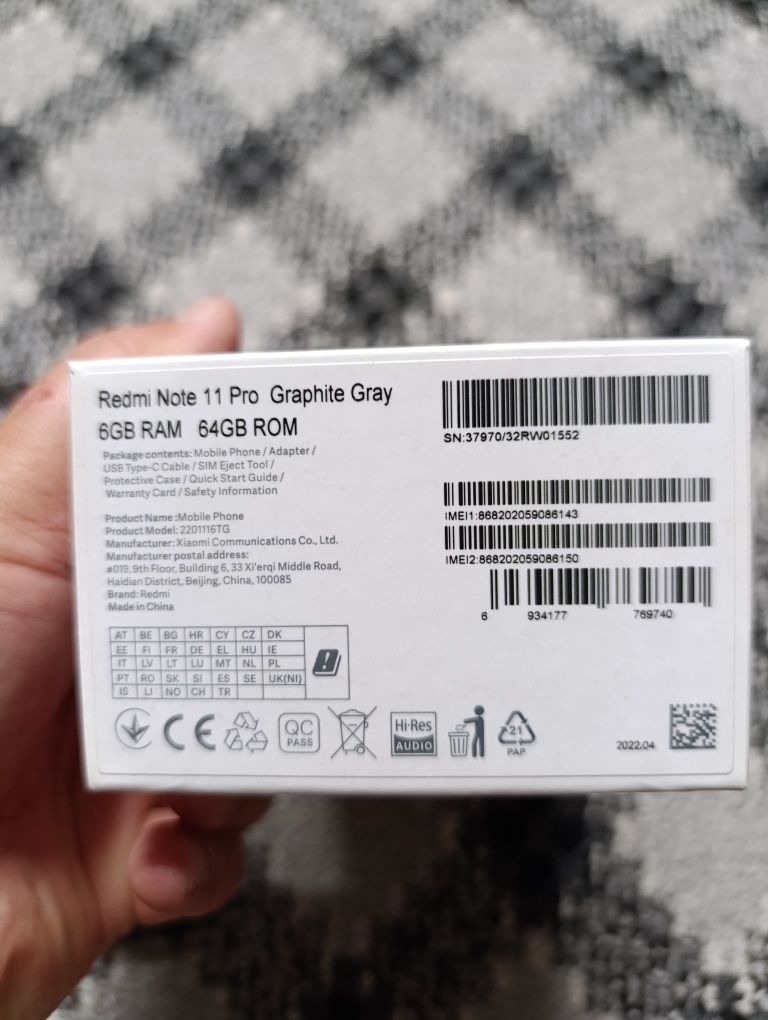 Redmi Note 11 Pro  Graphite Gray
6GB RAM  64GB ROM
Package contents: Mobile Phone / Adapter /
USB Type-C Cable / SIM Eject Tool /
Protective Case / Quick Start Guide /
Warranty Card / Safety Information
Product Name :Mobile Phone
Product Model: 2201116TG
Manufacturer: Xiaomi Communications Co., Ltd.
Manufacturer postal address:
#019, 9th Floor, Building 6, 33 Xi'erqi Middle Road,
Haidian District, Beijing, China, 100085
Brand: Redmi
Made in China
SN:37970/32RW01552
IMEI1:868202059086143
IMEI2:868202059086150
6 934177 769740
AT BE BG HR CY CZ DK
EE FI FR DE EL HU IE
IT LV LT LU MT NL PL
PT RO SK SI ES SE UK(NI)
IS LI NO CH TR
CE
QC
PASS
Hi-Res
AUDIO
21
PAP
2022.04